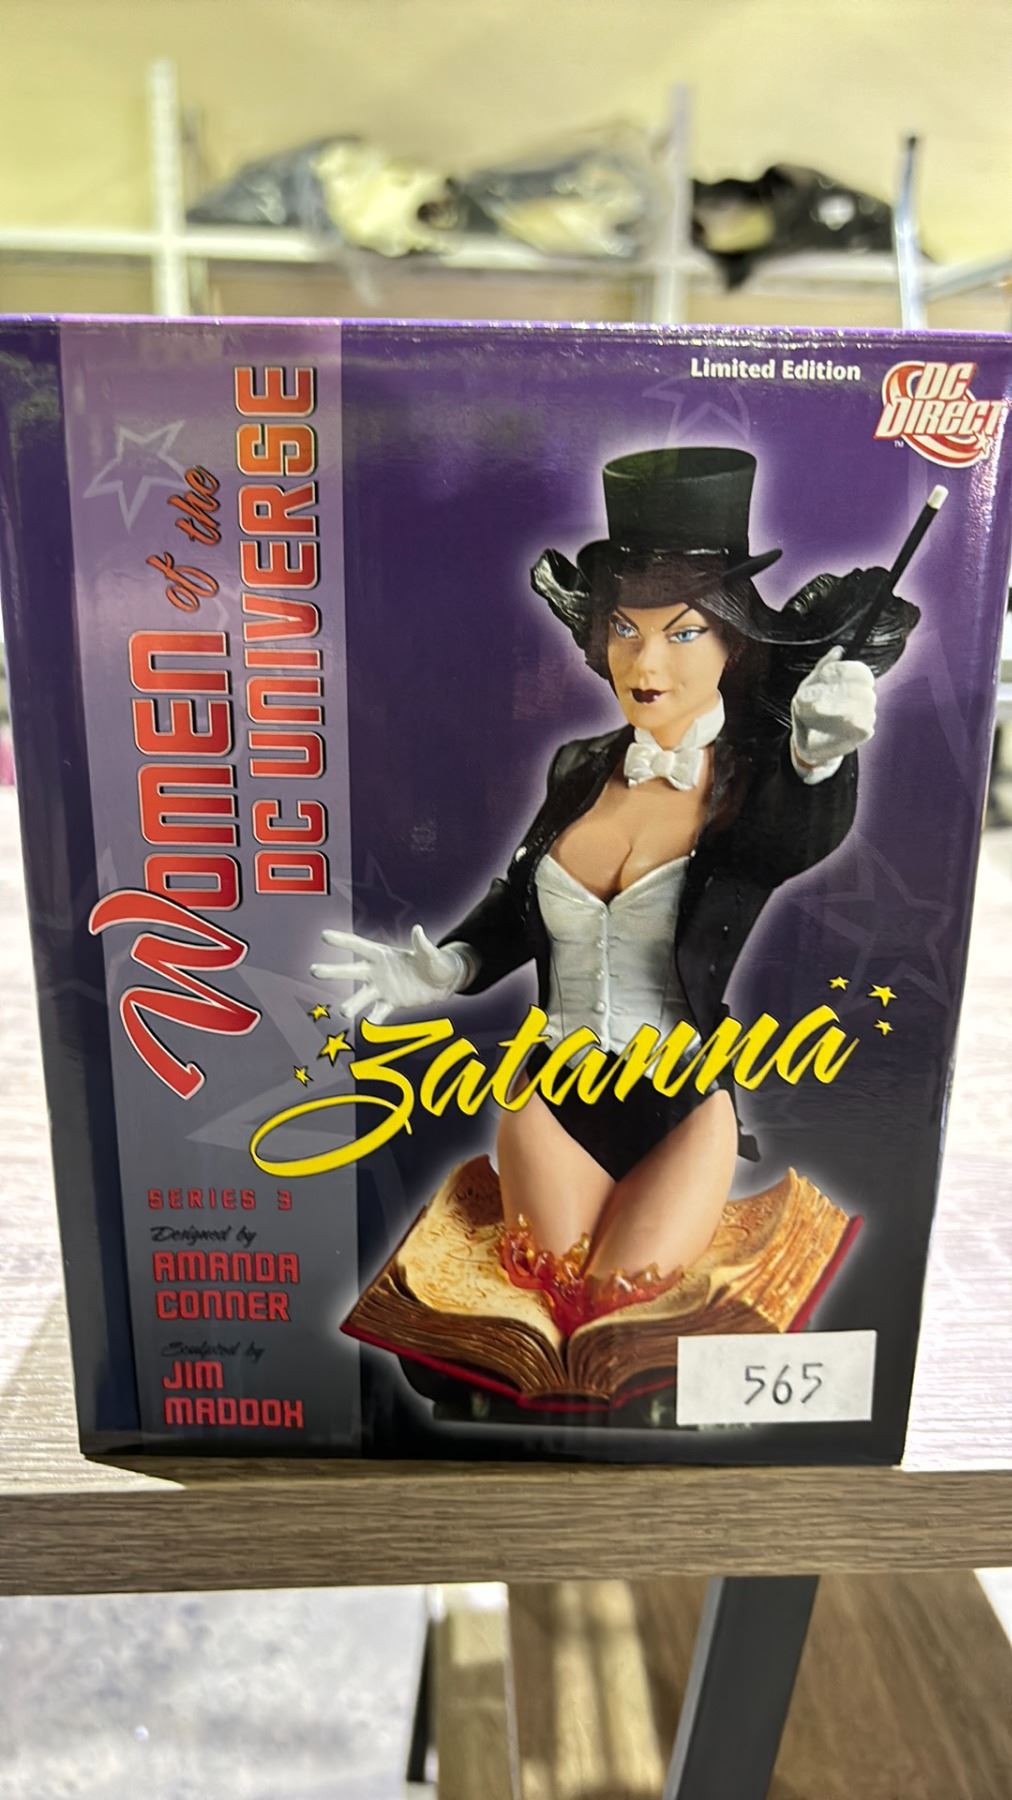 Limited Edition
DC
DIRECT
TM
WOMEN of the
DC UNIVERSE
Zatanna
SERIES 3
Designed by
AMANDA
CONNER
Sculpted by
JIM
MADDOX
565